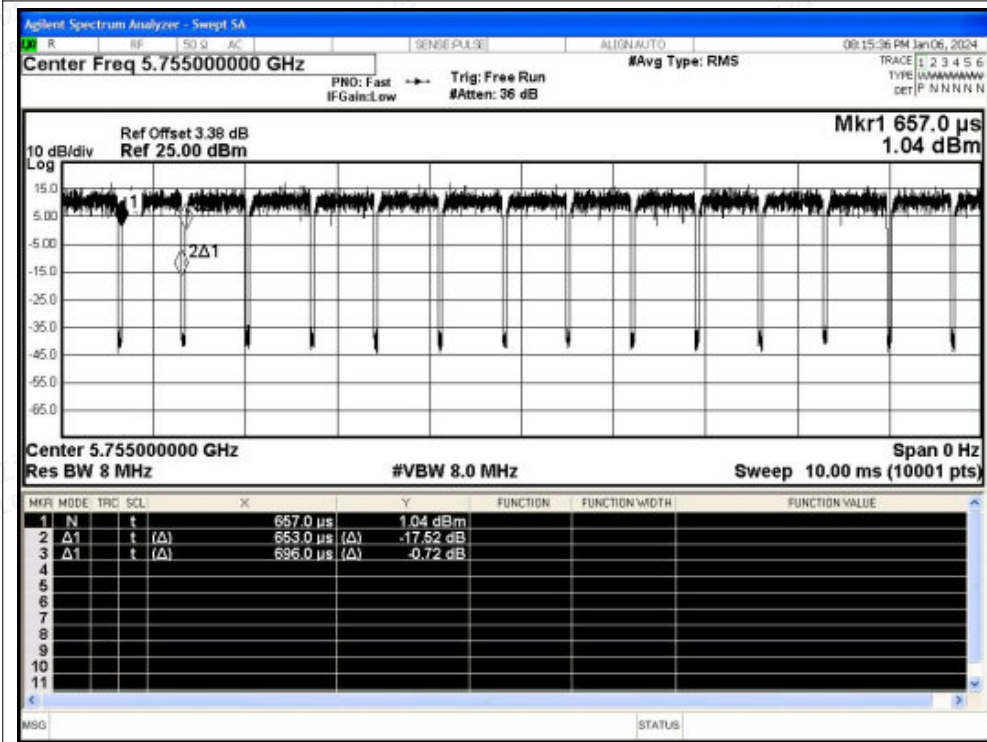 Agilent Spectrum Analyzer - Swept SA
LXI R RF 50 Ω AC SENSE:PULSE ALIGNAUTO 08:15:36 PM Jan 06, 2024
Center Freq 5.755000000 GHz #Avg Type: RMS TRACE 1 2 3 4 5 6
PNO: Fast Trig: Free Run TYPE
IFGain:Low #Atten: 36 dB DET P N N N N N
Mkr1 657.0 µs
Ref Offset 3.38 dB
10 dB/div Ref 25.00 dBm 1.04 dBm
Log
15.0
1
5.00
-5.00
2Δ1
-15.0
-25.0
-35.0
-45.0
-55.0
-65.0
Center 5.755000000 GHz Span 0 Hz
Res BW 8 MHz #VBW 8.0 MHz Sweep 10.00 ms (10001 pts)
MKR MODE TRC SCL X Y FUNCTION FUNCTION WIDTH FUNCTION VALUE
1 N t 657.0 µs 1.04 dBm
2 Δ1 t (Δ) 653.0 µs (Δ) -17.52 dB
3 Δ1 t (Δ) 696.0 µs (Δ) -0.72 dB
4
5
6
7
8
9
10
11
MSG STATUS